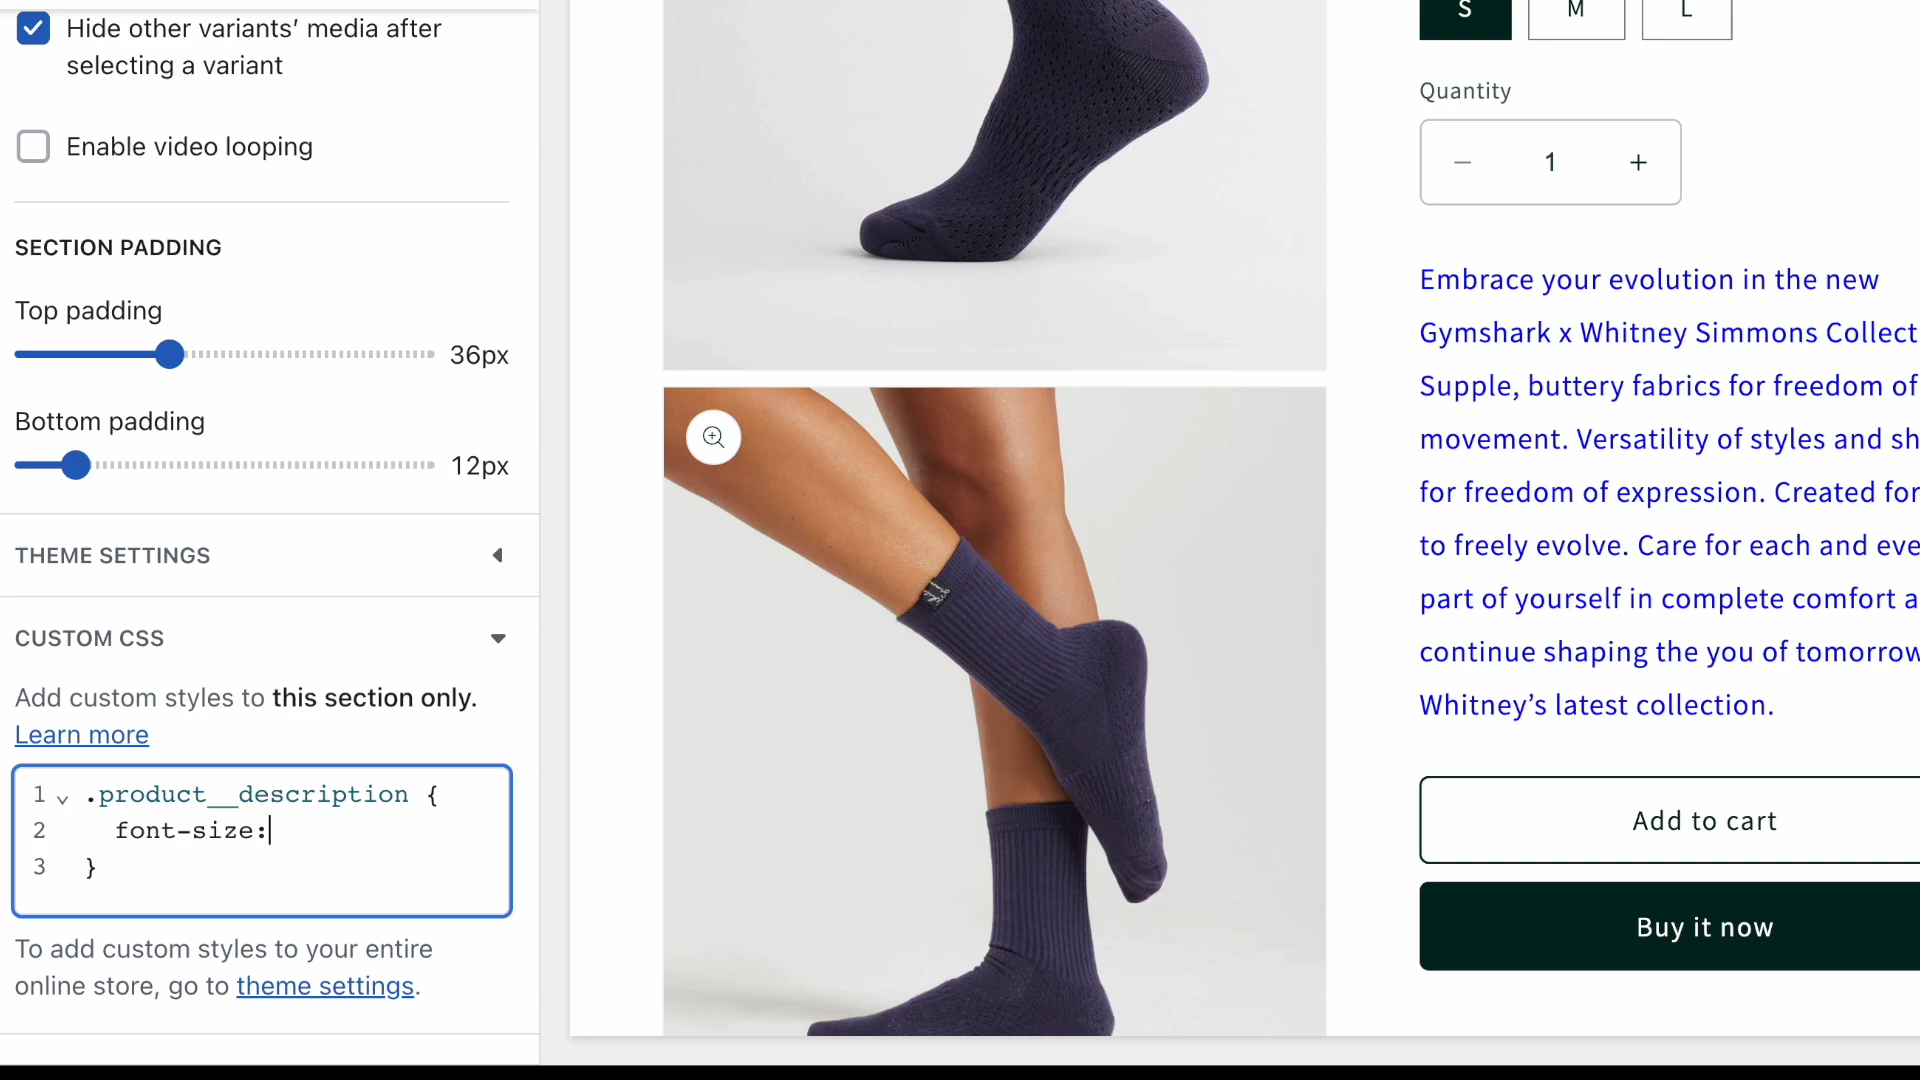 Hide other variants’ media after
selecting a variant
Enable video looping
SECTION PADDING
Top padding
36px
Bottom padding
12px
THEME SETTINGS
CUSTOM CSS
Add custom styles to this section only.
Learn more
1 .product__description {
2 font-size:
3 }
To add custom styles to your entire
online store, go to theme settings.
S M L
Quantity
− 1 +
Embrace your evolution in the new
Gymshark x Whitney Simmons Collect
Supple, buttery fabrics for freedom of
movement. Versatility of styles and sh
for freedom of expression. Created for
to freely evolve. Care for each and eve
part of yourself in complete comfort a
continue shaping the you of tomorrow
Whitney’s latest collection.
Add to cart
Buy it now